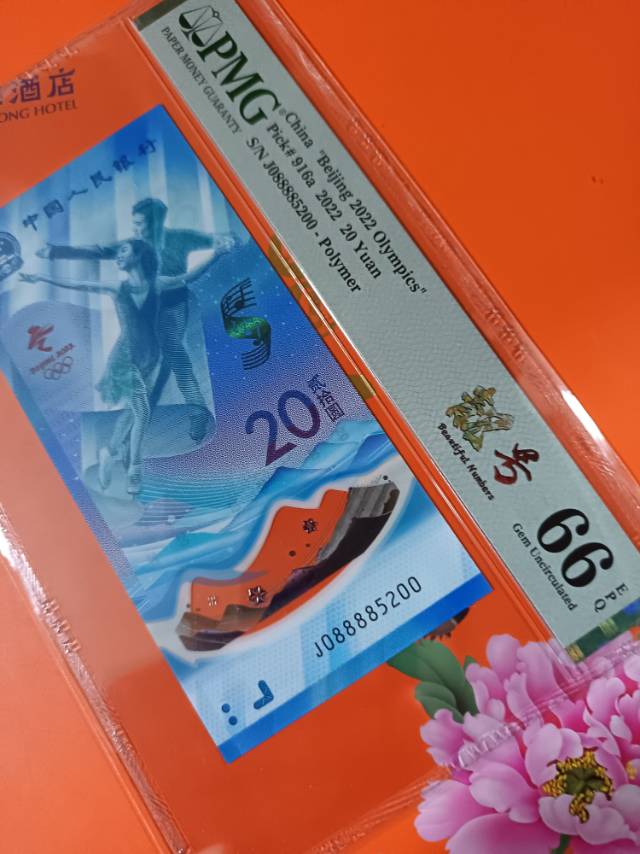 酒店
ONG HOTEL
PMG
PAPER MONEY GUARANTY
®China "Beijing 2022 Olympics"
Pick# 916a 2022 20 Yuan
S/N J088885200 - Polymer
靓号
Beautiful Numbers
66
EPQ
Gem Uncirculated
中国人民银行
BEIJING 2022
20
贰拾圆
J088885200